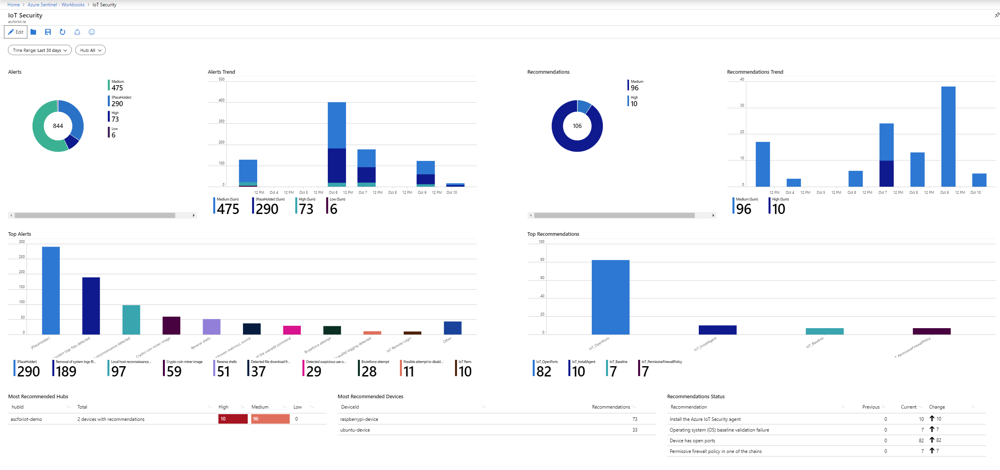 Home > Azure Sentinel - Workbooks > IoT Security
IoT Security
ascforiot-la
Edit
Time Range: Last 30 days
Hub: All
Alerts
Medium
475
[PlaceHolder]
290
High
73
Low
6
844
Alerts Trend
500
400
300
200
100
0
12 PM Oct 4 12 PM Oct 5 12 PM Oct 6 12 PM Oct 7 12 PM Oct 8 12 PM Oct 9 12 PM Oct 10
Medium (Sum) [PlaceHolder] (Sum) High (Sum) Low (Sum)
475 290 73 6
Recommendations
Medium
96
High
10
106
Recommendations Trend
40
30
20
10
0
12 PM Oct 4 12 PM Oct 5 12 PM Oct 6 12 PM Oct 7 12 PM Oct 8 12 PM Oct 9 12 PM Oct 10
Medium (Sum) High (Sum)
96 10
Top Alerts
300
250
200
150
100
50
0
[PlaceHolder]
system logs files detected
t reconnaissance detected
Crypto coin miner image
Reverse shells
a known malicious source
of the useradd command
Bruteforce attempt
auditd logging detected
IoT Remote Login
Other
[PlaceHolder] Removal of system logs fil... Local host reconnaissance... Crypto coin miner image Reverse shells Detected file download fr... Detected suspicious use o... Bruteforce attempt Possible attempt to disabl... IoT Rem
290 189 97 59 51 37 29 28 11 10
Top Recommendations
100
80
60
40
20
0
IoT_OpenPorts
IoT_InstallAgent
IoT_Baseline
T_PermissiveFirewallPolicy
IoT_OpenPorts IoT_InstallAgent IoT_Baseline IoT_PermissiveFirewallPolicy
82 10 7 7
Most Recommended Hubs
hubId Total High Medium Low
ascforiot-demo 2 devices with recommendations 10 96 0
Most Recommended Devices
DeviceId Recommendations
raspberrypi-device 73
ubuntu-device 33
Recommendations Status
Recommendation Previous Current Change
Install the Azure IoT Security agent 0 10 ↑ 10
Operating system (OS) baseline validation failure 0 7 ↑ 7
Device has open ports 0 82 ↑ 82
Permissive firewall policy in one of the chains 0 7 ↑ 7